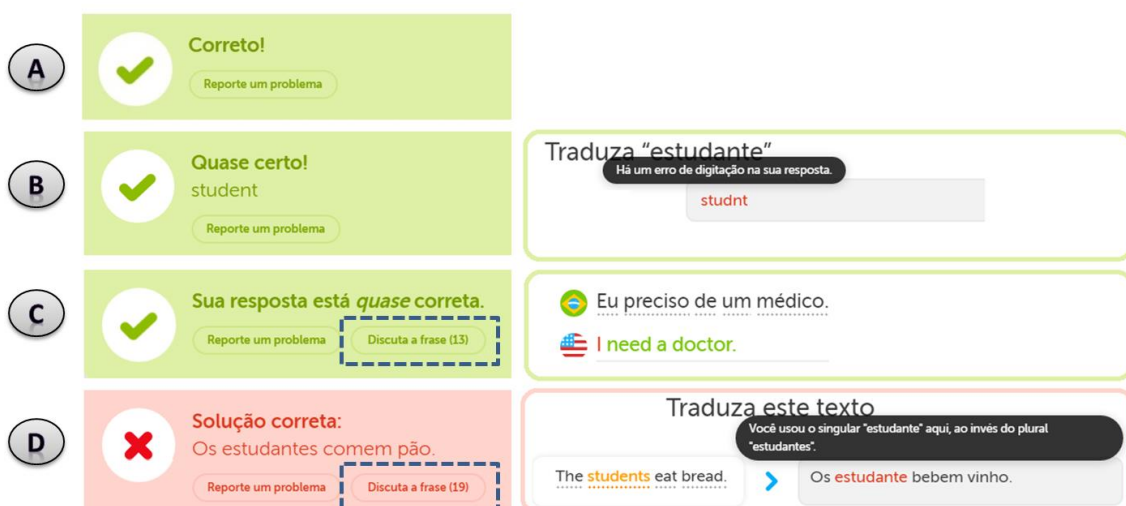 A
Correto!
Reporte um problema
B
Quase certo!
student
Reporte um problema
Traduza “estudante”
Há um erro de digitação na sua resposta.
studnt
C
Sua resposta está quase correta.
Reporte um problema
Discuta a frase (13)
Eu preciso de um médico.
I need a doctor.
D
Solução correta:
Os estudantes comem pão.
Reporte um problema
Discuta a frase (19)
Traduza este texto
Você usou o singular "estudante" aqui, ao invés do plural
"estudantes".
The students eat bread.
Os estudante bebem vinho.